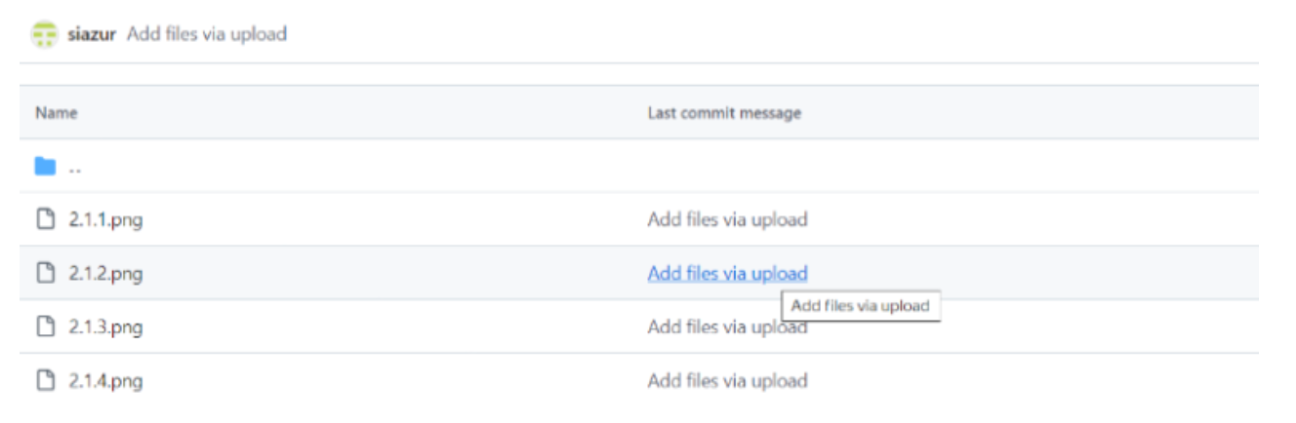 siazur Add files via upload
Name Last commit message
..
2.1.1.png Add files via upload
2.1.2.png Add files via upload
Add files via upload
2.1.3.png Add files via upload
2.1.4.png Add files via upload